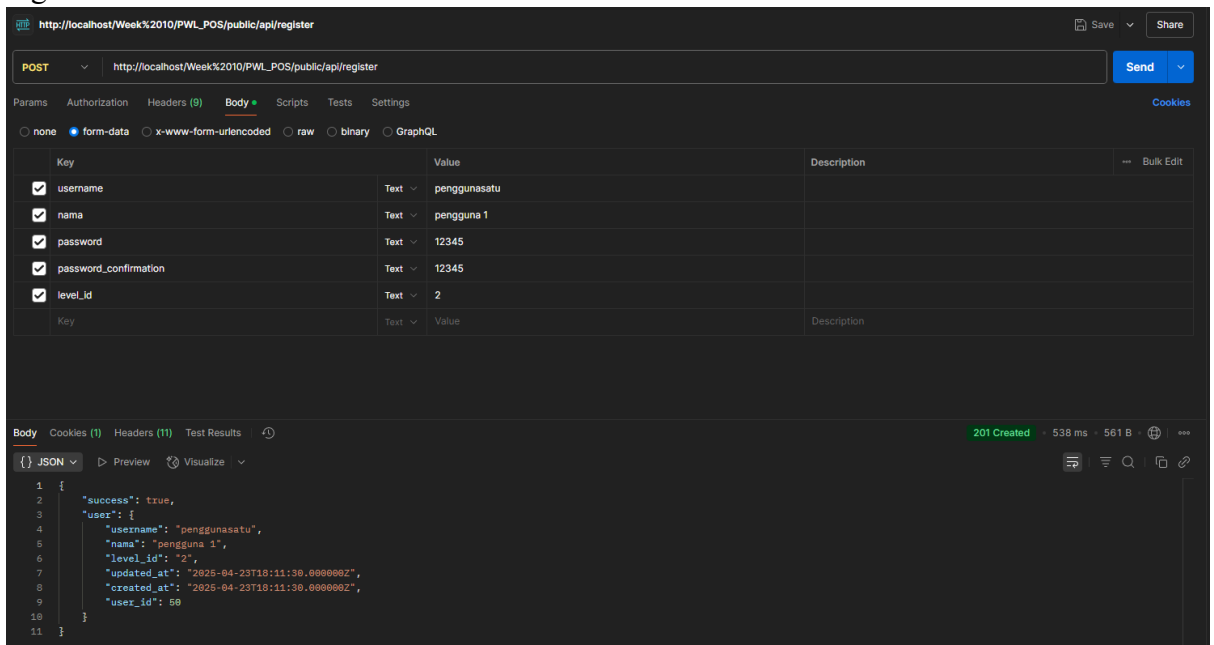 http://localhost/Week%2010/PWL_POS/public/api/register Save Share
POST http://localhost/Week%2010/PWL_POS/public/api/register Send
Params Authorization Headers (9) Body Scripts Tests Settings Cookies
none form-data x-www-form-urlencoded raw binary GraphQL
Key Value Description ... Bulk Edit
username Text penggunasatu
nama Text pengguna 1
password Text 12345
password_confirmation Text 12345
level_id Text 2
Key Text Value Description
Body Cookies (1) Headers (11) Test Results 201 Created • 538 ms • 561 B • ...
{} JSON Preview Visualize
1 {
2 "success": true,
3 "user": {
4 "username": "penggunasatu",
5 "nama": "pengguna 1",
6 "level_id": "2",
7 "updated_at": "2025-04-23T18:11:30.000000Z",
8 "created_at": "2025-04-23T18:11:30.000000Z",
9 "user_id": 50
10 }
11 }